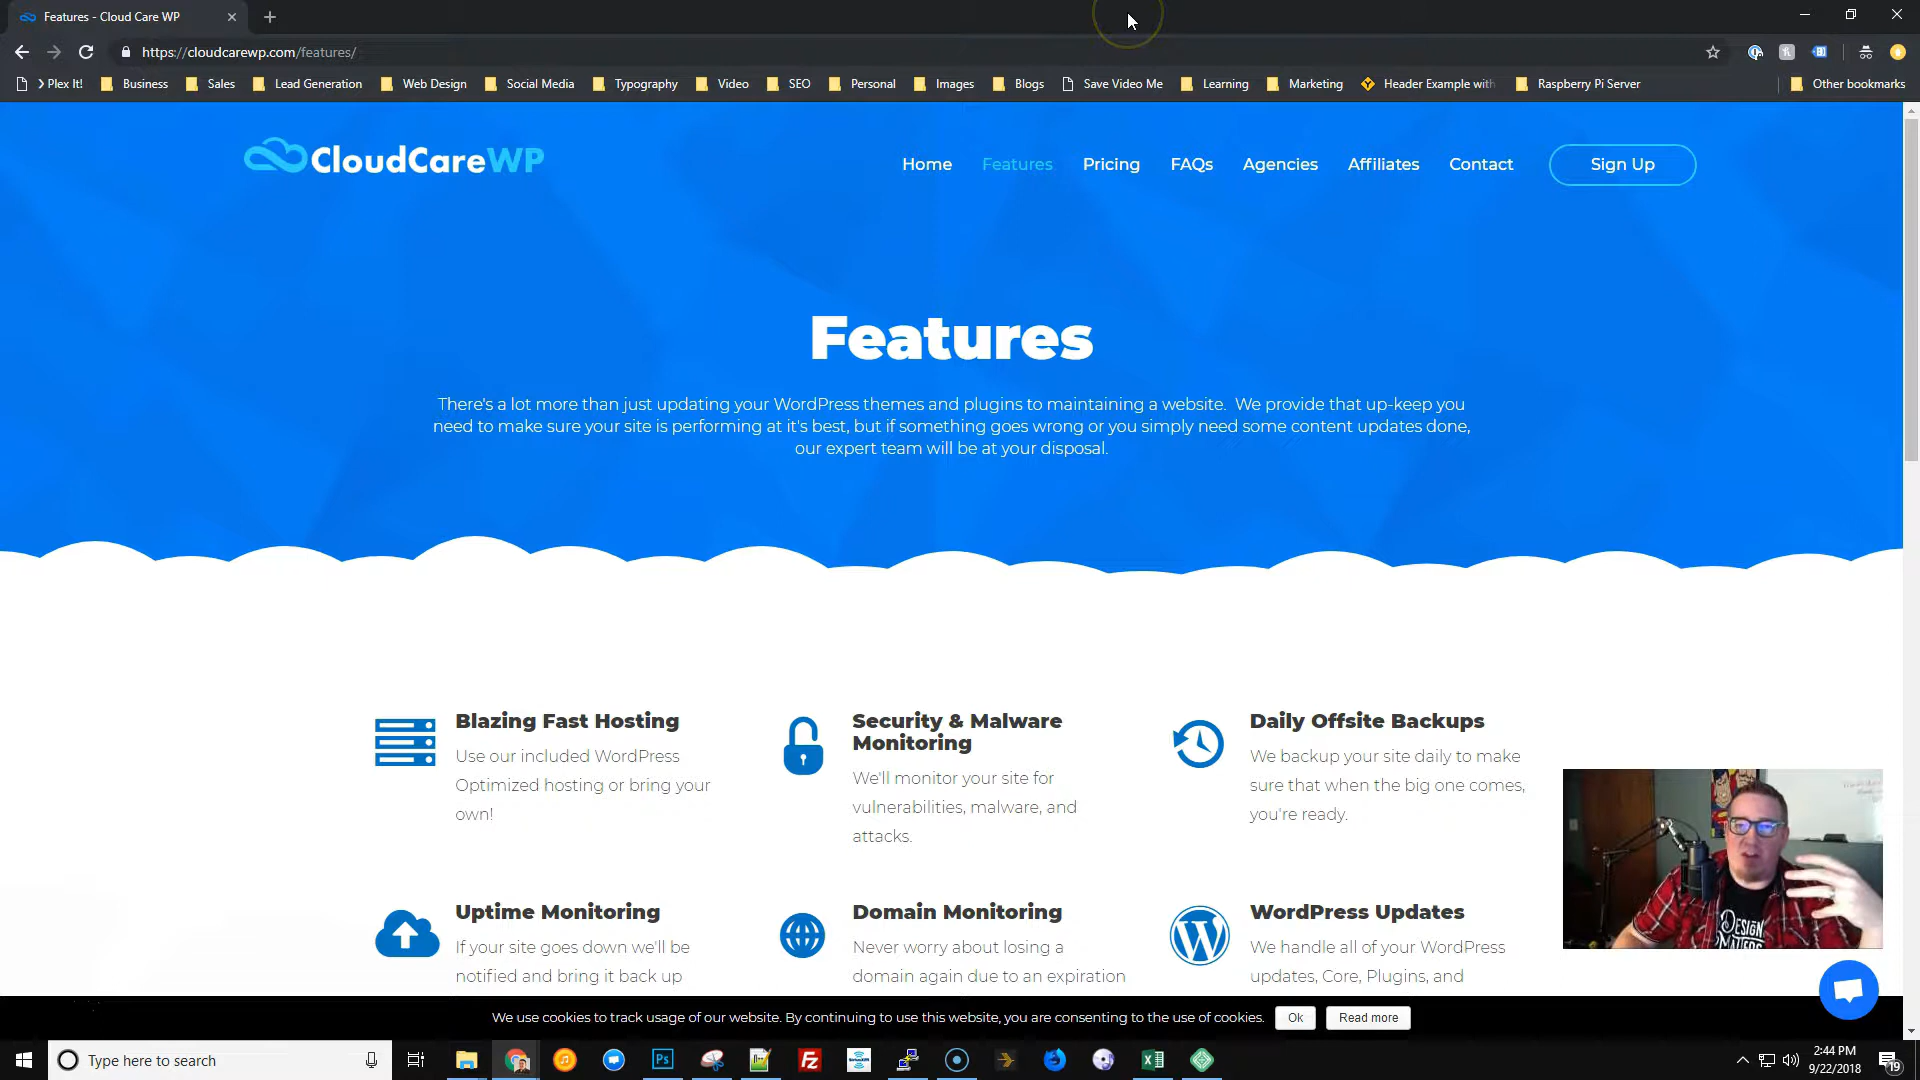 Features - Cloud Care WP
https://cloudcarewp.com/features/
Plex It!
Business
Sales
Lead Generation
Web Design
Social Media
Typography
Video
SEO
Personal
Images
Blogs
Save Video Me
Learning
Marketing
Header Example with
Raspberry Pi Server
Other bookmarks
CloudCareWP
Home
Features
Pricing
FAQs
Agencies
Affiliates
Contact
Sign Up
Features
There's a lot more than just updating your WordPress themes and plugins to maintaining a website. We provide that up-keep you
need to make sure your site is performing at it's best, but if something goes wrong or you simply need some content updates done,
our expert team will be at your disposal.
Blazing Fast Hosting
Use our included WordPress
Optimized hosting or bring your
own!
Security & Malware
Monitoring
We'll monitor your site for
vulnerabilities, malware, and
attacks.
Daily Offsite Backups
We backup your site daily to make
sure that when the big one comes,
you're ready.
Uptime Monitoring
If your site goes down we'll be
notified and bring it back up
Domain Monitoring
Never worry about losing a
domain again due to an expiration
WordPress Updates
We handle all of your WordPress
updates, Core, Plugins, and
DESIGN
MATTERS
We use cookies to track usage of our website. By continuing to use this website, you are consenting to the use of cookies.
Ok
Read more
Type here to search
Ps
Fz
2:44 PM
9/22/2018
19